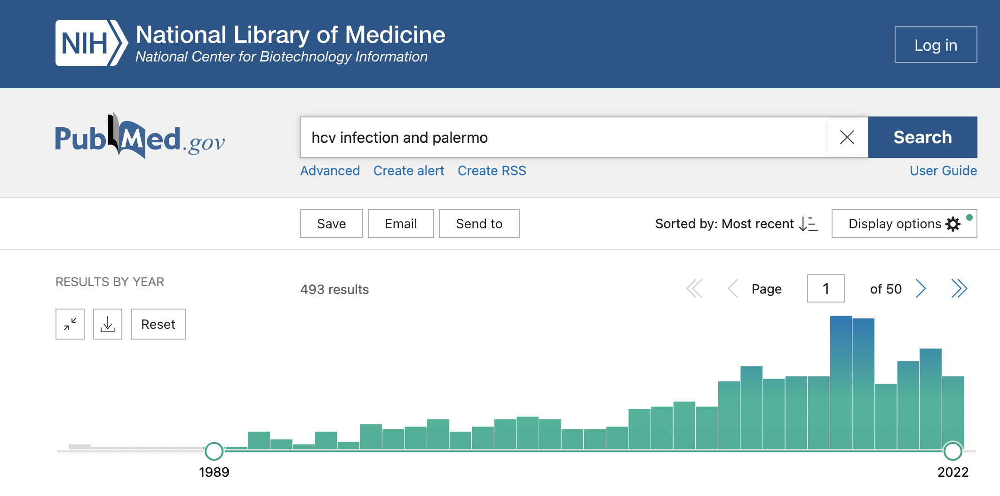 NIH
National Library of Medicine
National Center for Biotechnology Information
Log in
PubMed.gov
hcv infection and palermo
Search
Advanced Create alert Create RSS
User Guide
Save Email Send to
Sorted by: Most recent
Display options
RESULTS BY YEAR
493 results
Page 1 of 50
Reset
1989
2022